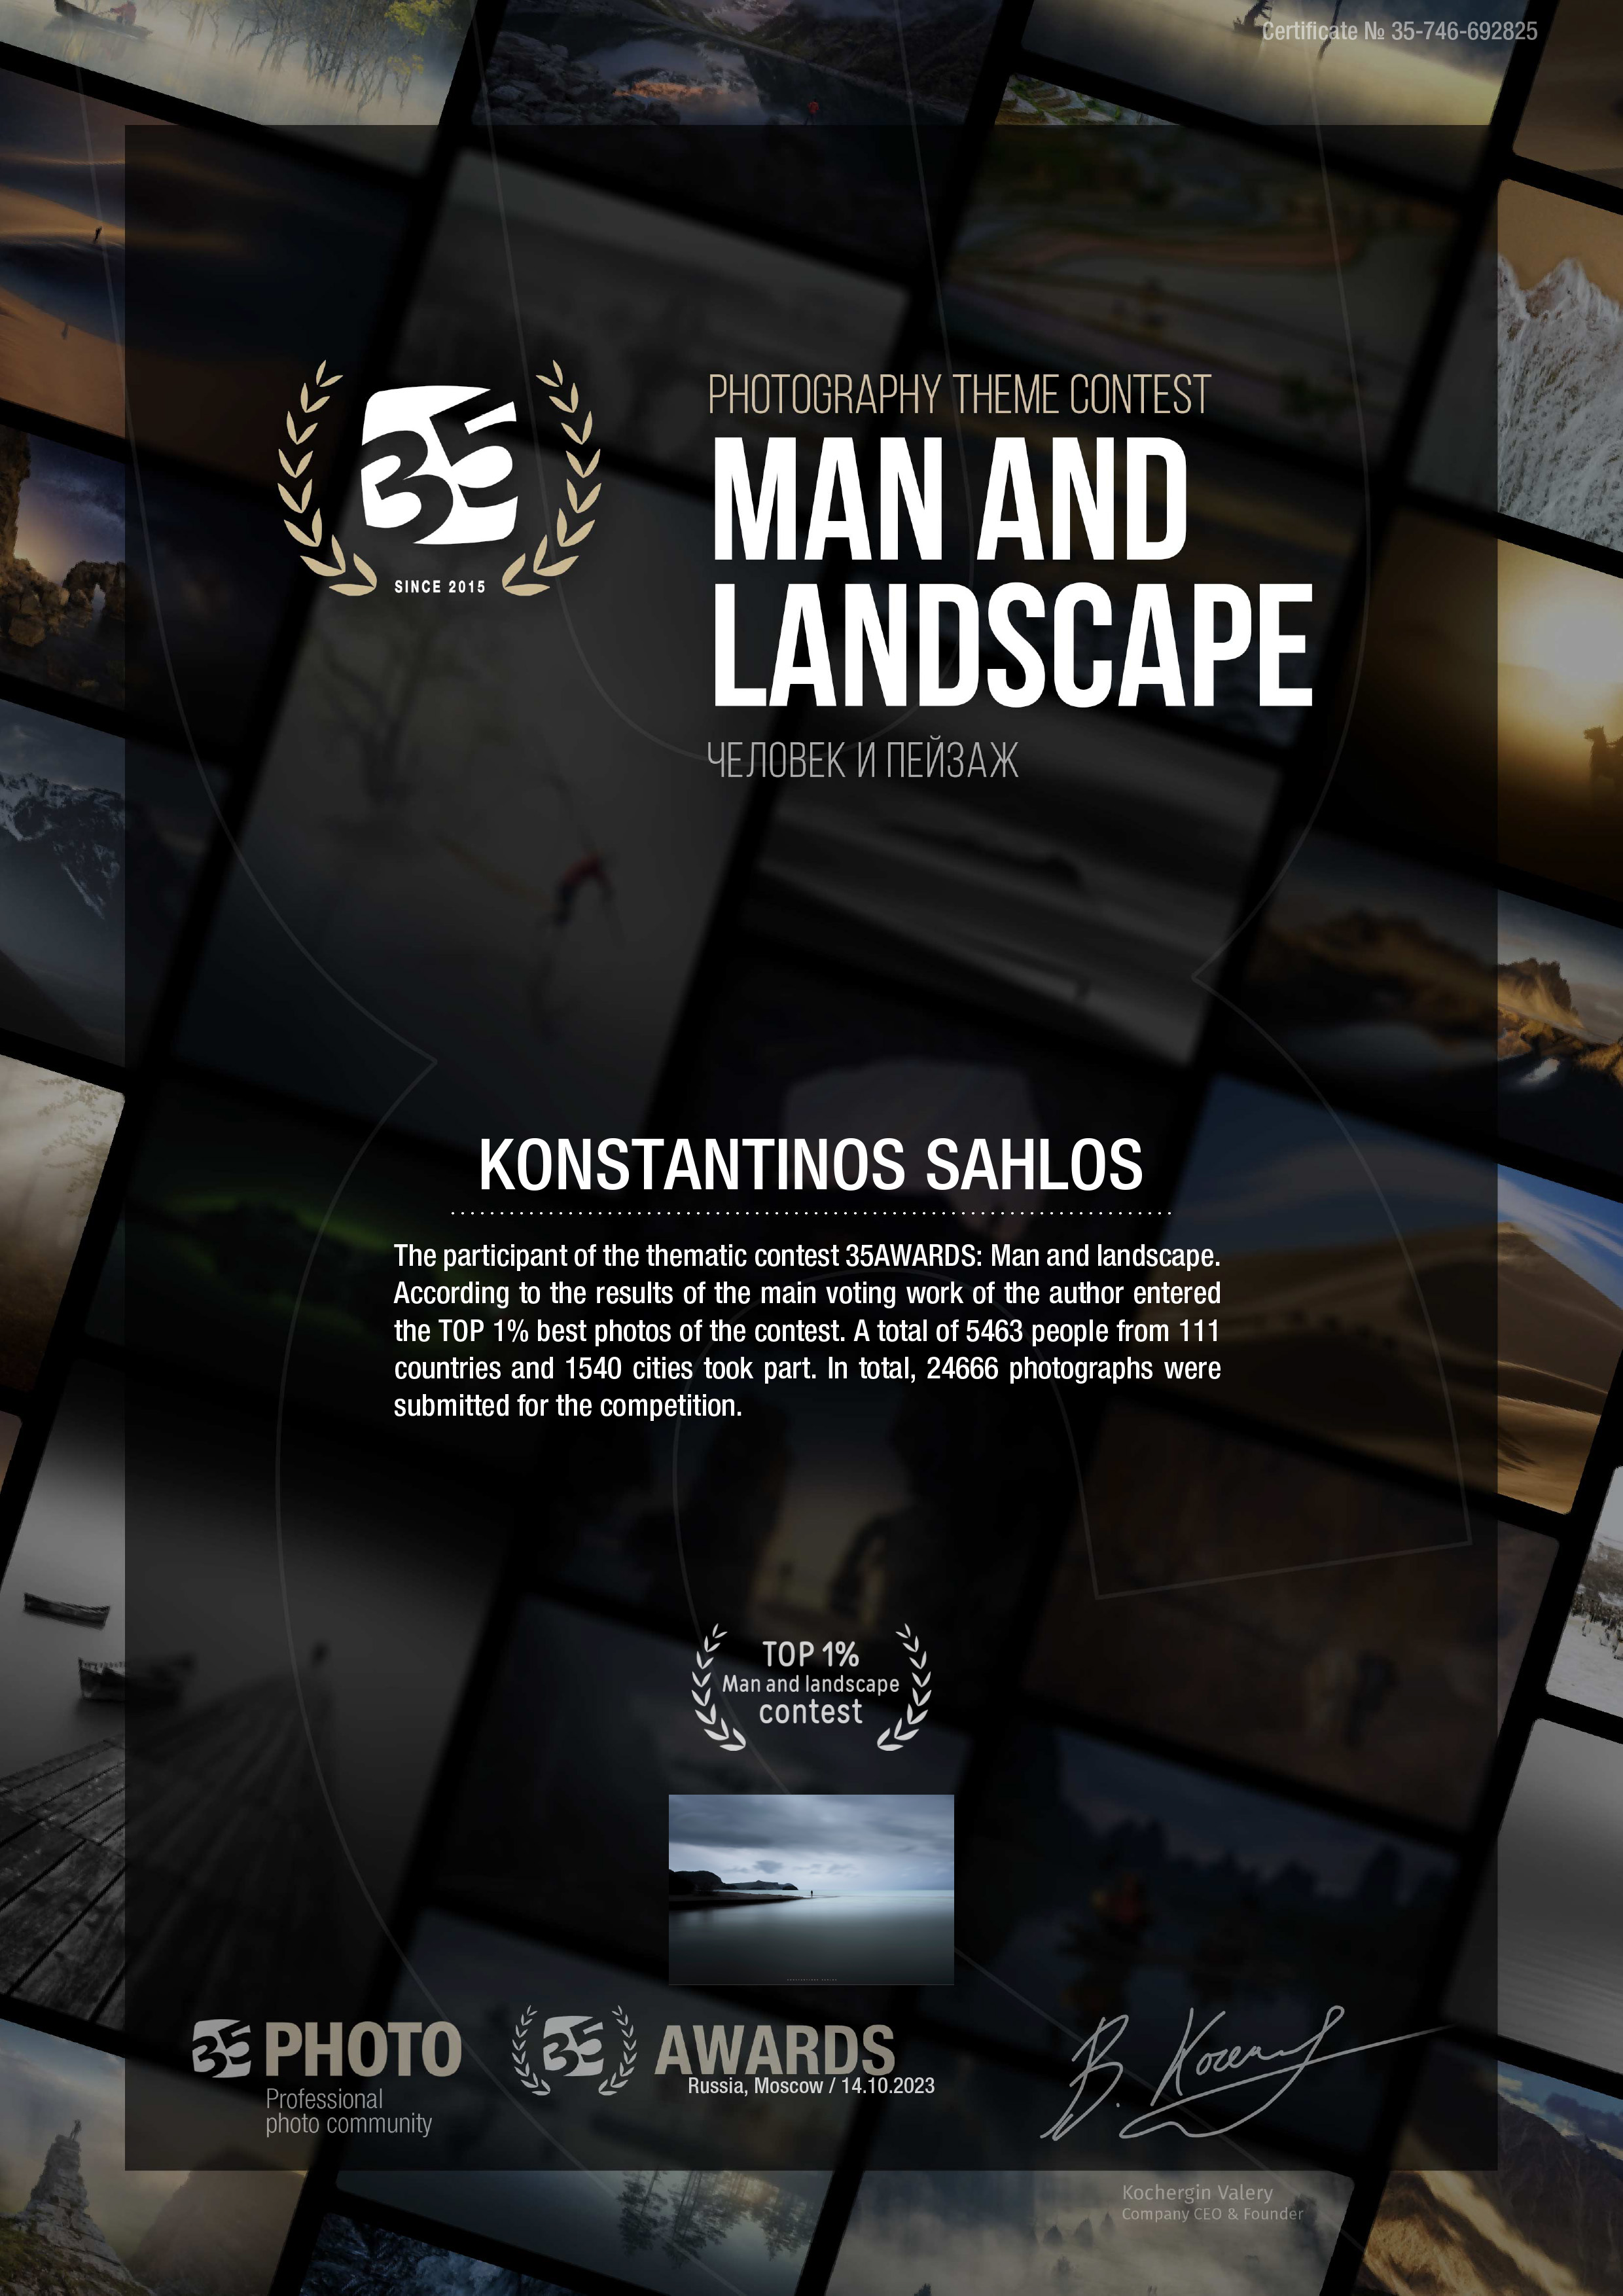 Certificate № 35-746-692825
35
SINCE 2015
PHOTOGRAPHY THEME CONTEST
MAN AND
LANDSCAPE
ЧЕЛОВЕК И ПЕЙЗАЖ
KONSTANTINOS SAHLOS
The participant of the thematic contest 35AWARDS: Man and landscape.
According to the results of the main voting work of the author entered
the TOP 1% best photos of the contest. A total of 5463 people from 111
countries and 1540 cities took part. In total, 24666 photographs were
submitted for the competition.
TOP 1%
Man and landscape
contest
35 PHOTO
Professional
photo community
35 AWARDS
Russia, Moscow / 14.10.2023
Kochergin Valery
Company CEO & Founder